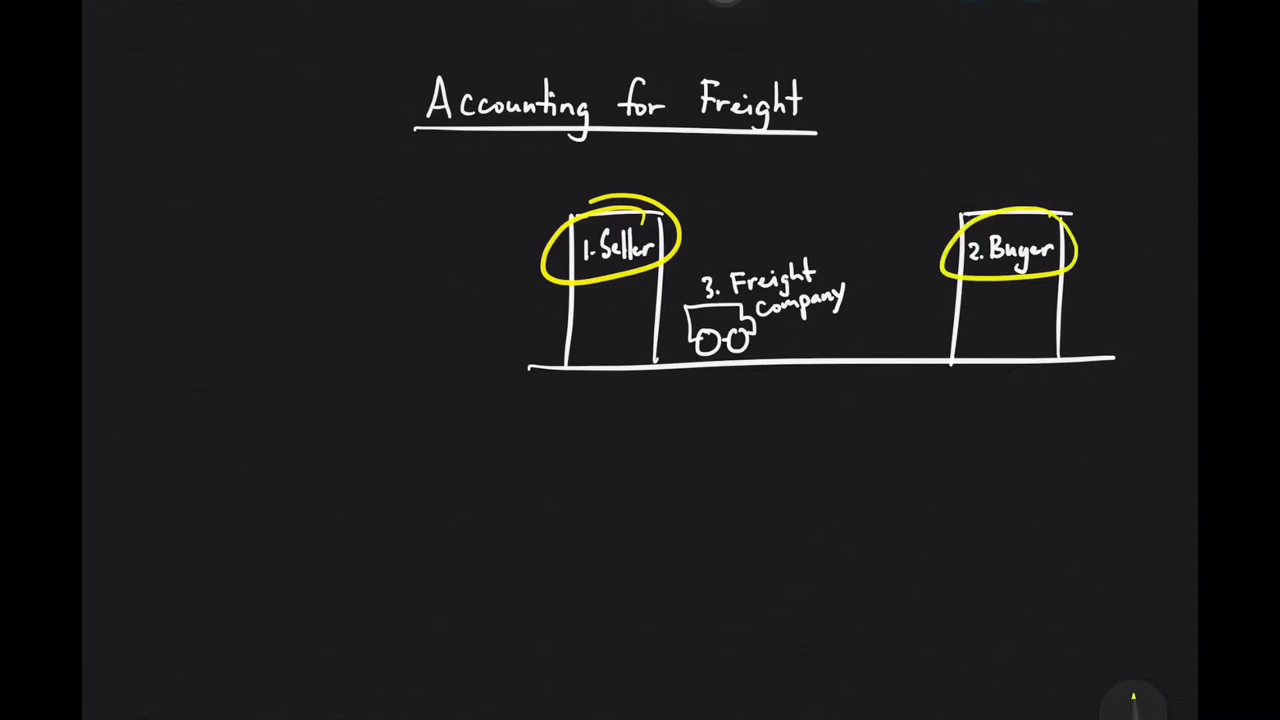 Accounting for Freight
1. Seller
2. Buyer
3. Freight
company